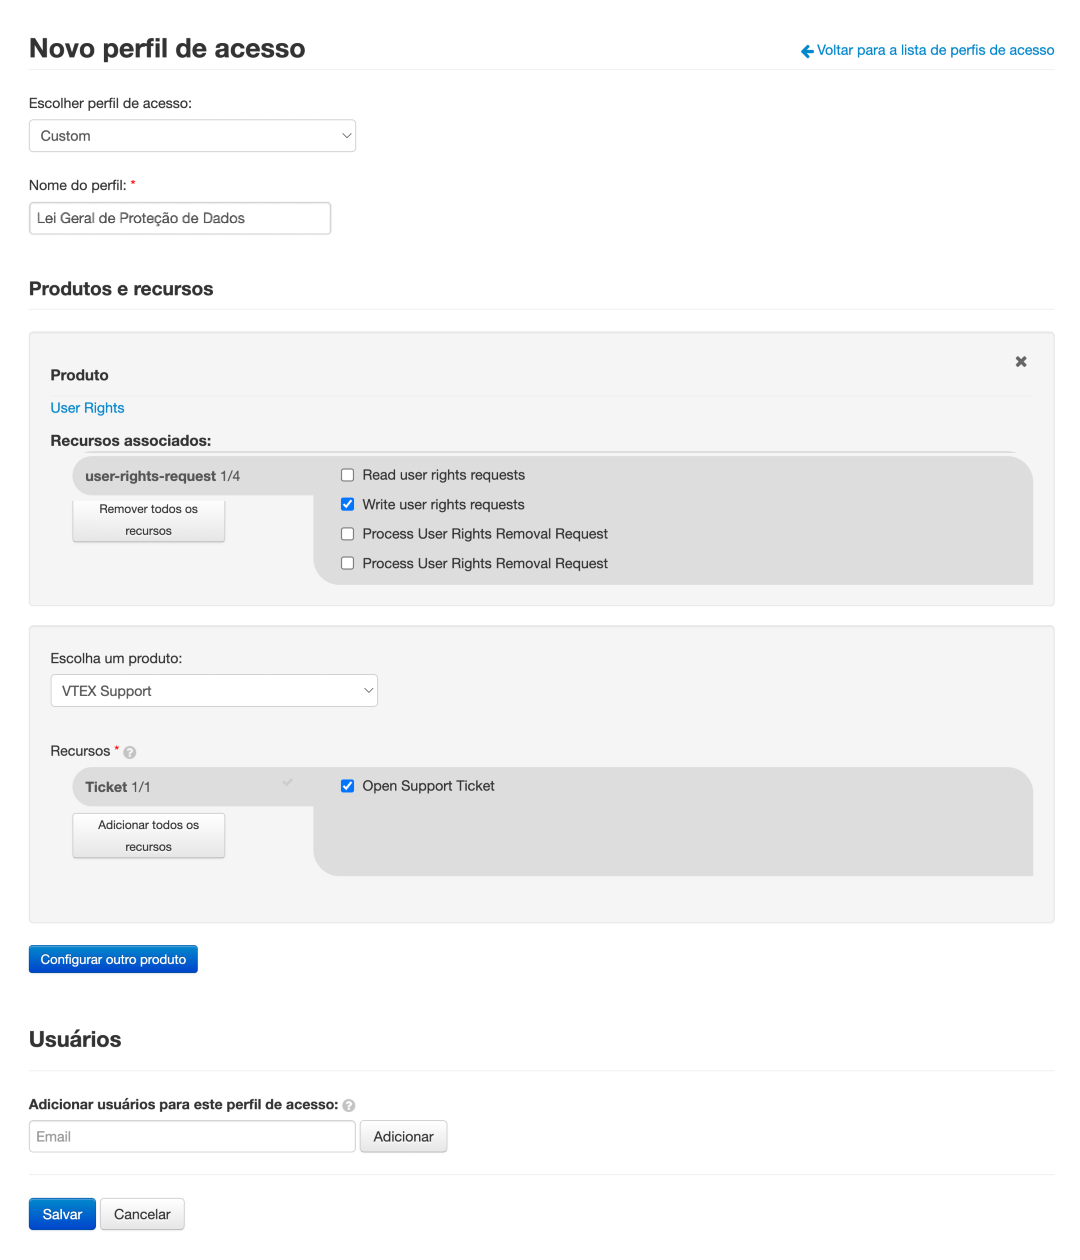 Novo perfil de acesso
Voltar para a lista de perfis de acesso
Escolher perfil de acesso:
Custom
Nome do perfil: *
Lei Geral de Proteção de Dados
Produtos e recursos
Produto
User Rights
Recursos associados:
user-rights-request 1/4
Remover todos os
recursos
Read user rights requests
Write user rights requests
Process User Rights Removal Request
Process User Rights Removal Request
Escolha um produto:
VTEX Support
Recursos * ?
Ticket 1/1
Adicionar todos os
recursos
Open Support Ticket
Configurar outro produto
Usuários
Adicionar usuários para este perfil de acesso: ?
Email
Adicionar
Salvar
Cancelar